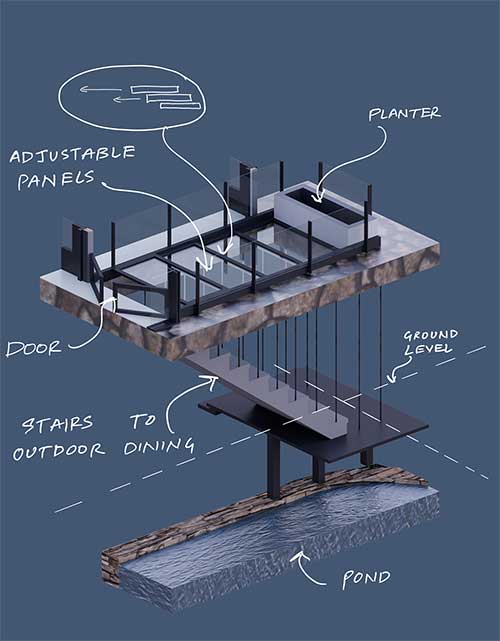 PLANTER
ADJUSTABLE
PANELS
DOOR
GROUND
LEVEL
STAIRS TO
OUTDOOR DINING
POND